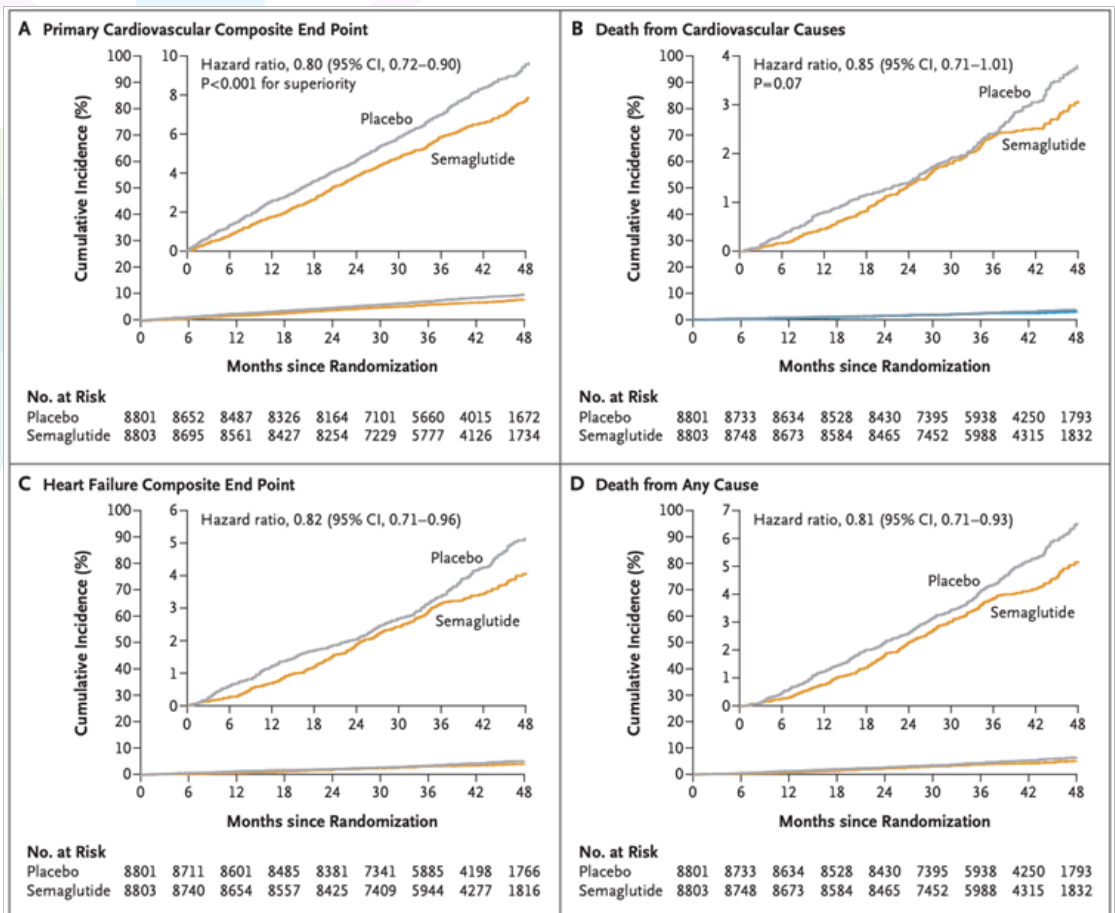 A Primary Cardiovascular Composite End Point
Cumulative Incidence (%)
100
90
80
70
60
50
40
30
20
10
0
10
8
6
4
2
0
Hazard ratio, 0.80 (95% CI, 0.72–0.90)
P<0.001 for superiority
Placebo
Semaglutide
0 6 12 18 24 30 36 42 48
0 6 12 18 24 30 36 42 48
Months since Randomization
No. at Risk
Placebo 8801 8652 8487 8326 8164 7101 5660 4015 1672
Semaglutide 8803 8695 8561 8427 8254 7229 5777 4126 1734
B Death from Cardiovascular Causes
Cumulative Incidence (%)
100
90
80
70
60
50
40
30
20
10
0
4
3
2
1
0
Hazard ratio, 0.85 (95% CI, 0.71–1.01)
P=0.07
Placebo
Semaglutide
0 6 12 18 24 30 36 42 48
0 6 12 18 24 30 36 42 48
Months since Randomization
No. at Risk
Placebo 8801 8733 8634 8528 8430 7395 5938 4250 1793
Semaglutide 8803 8748 8673 8584 8465 7452 5988 4315 1832
C Heart Failure Composite End Point
Cumulative Incidence (%)
100
90
80
70
60
50
40
30
20
10
0
6
5
4
3
2
1
0
Hazard ratio, 0.82 (95% CI, 0.71–0.96)
Placebo
Semaglutide
0 6 12 18 24 30 36 42 48
0 6 12 18 24 30 36 42 48
Months since Randomization
No. at Risk
Placebo 8801 8711 8601 8485 8381 7341 5885 4198 1766
Semaglutide 8803 8740 8654 8557 8425 7409 5944 4277 1816
D Death from Any Cause
Cumulative Incidence (%)
100
90
80
70
60
50
40
30
20
10
0
7
6
5
4
3
2
1
0
Hazard ratio, 0.81 (95% CI, 0.71–0.93)
Placebo
Semaglutide
0 6 12 18 24 30 36 42 48
0 6 12 18 24 30 36 42 48
Months since Randomization
No. at Risk
Placebo 8801 8733 8634 8528 8430 7395 5938 4250 1793
Semaglutide 8803 8748 8673 8584 8465 7452 5988 4315 1832